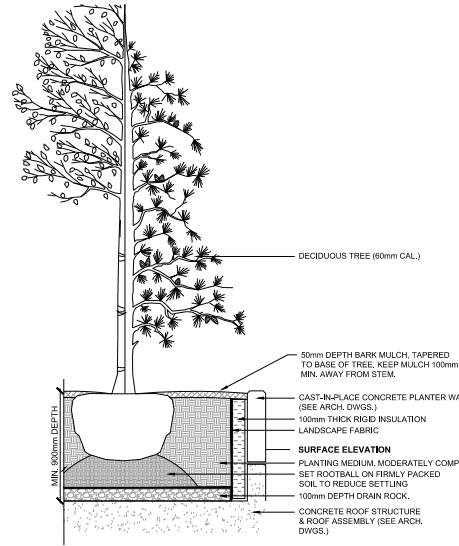 DECIDUOUS TREE (60mm CAL.)
50mm DEPTH BARK MULCH, TAPERED
TO BASE OF TREE. KEEP MULCH 100mm
MIN. AWAY FROM STEM.
CAST-IN-PLACE CONCRETE PLANTER WA
(SEE ARCH. DWGS.)
100mm THICK RIGID INSULATION
LANDSCAPE FABRIC
SURFACE ELEVATION
PLANTING MEDIUM. MODERATELY COMP
SET ROOTBALL ON FIRMLY PACKED
SOIL TO REDUCE SETTLING
100mm DEPTH DRAIN ROCK.
CONCRETE ROOF STRUCTURE
& ROOF ASSEMBLY (SEE ARCH.
DWGS.)
MIN. 900mm DEPTH